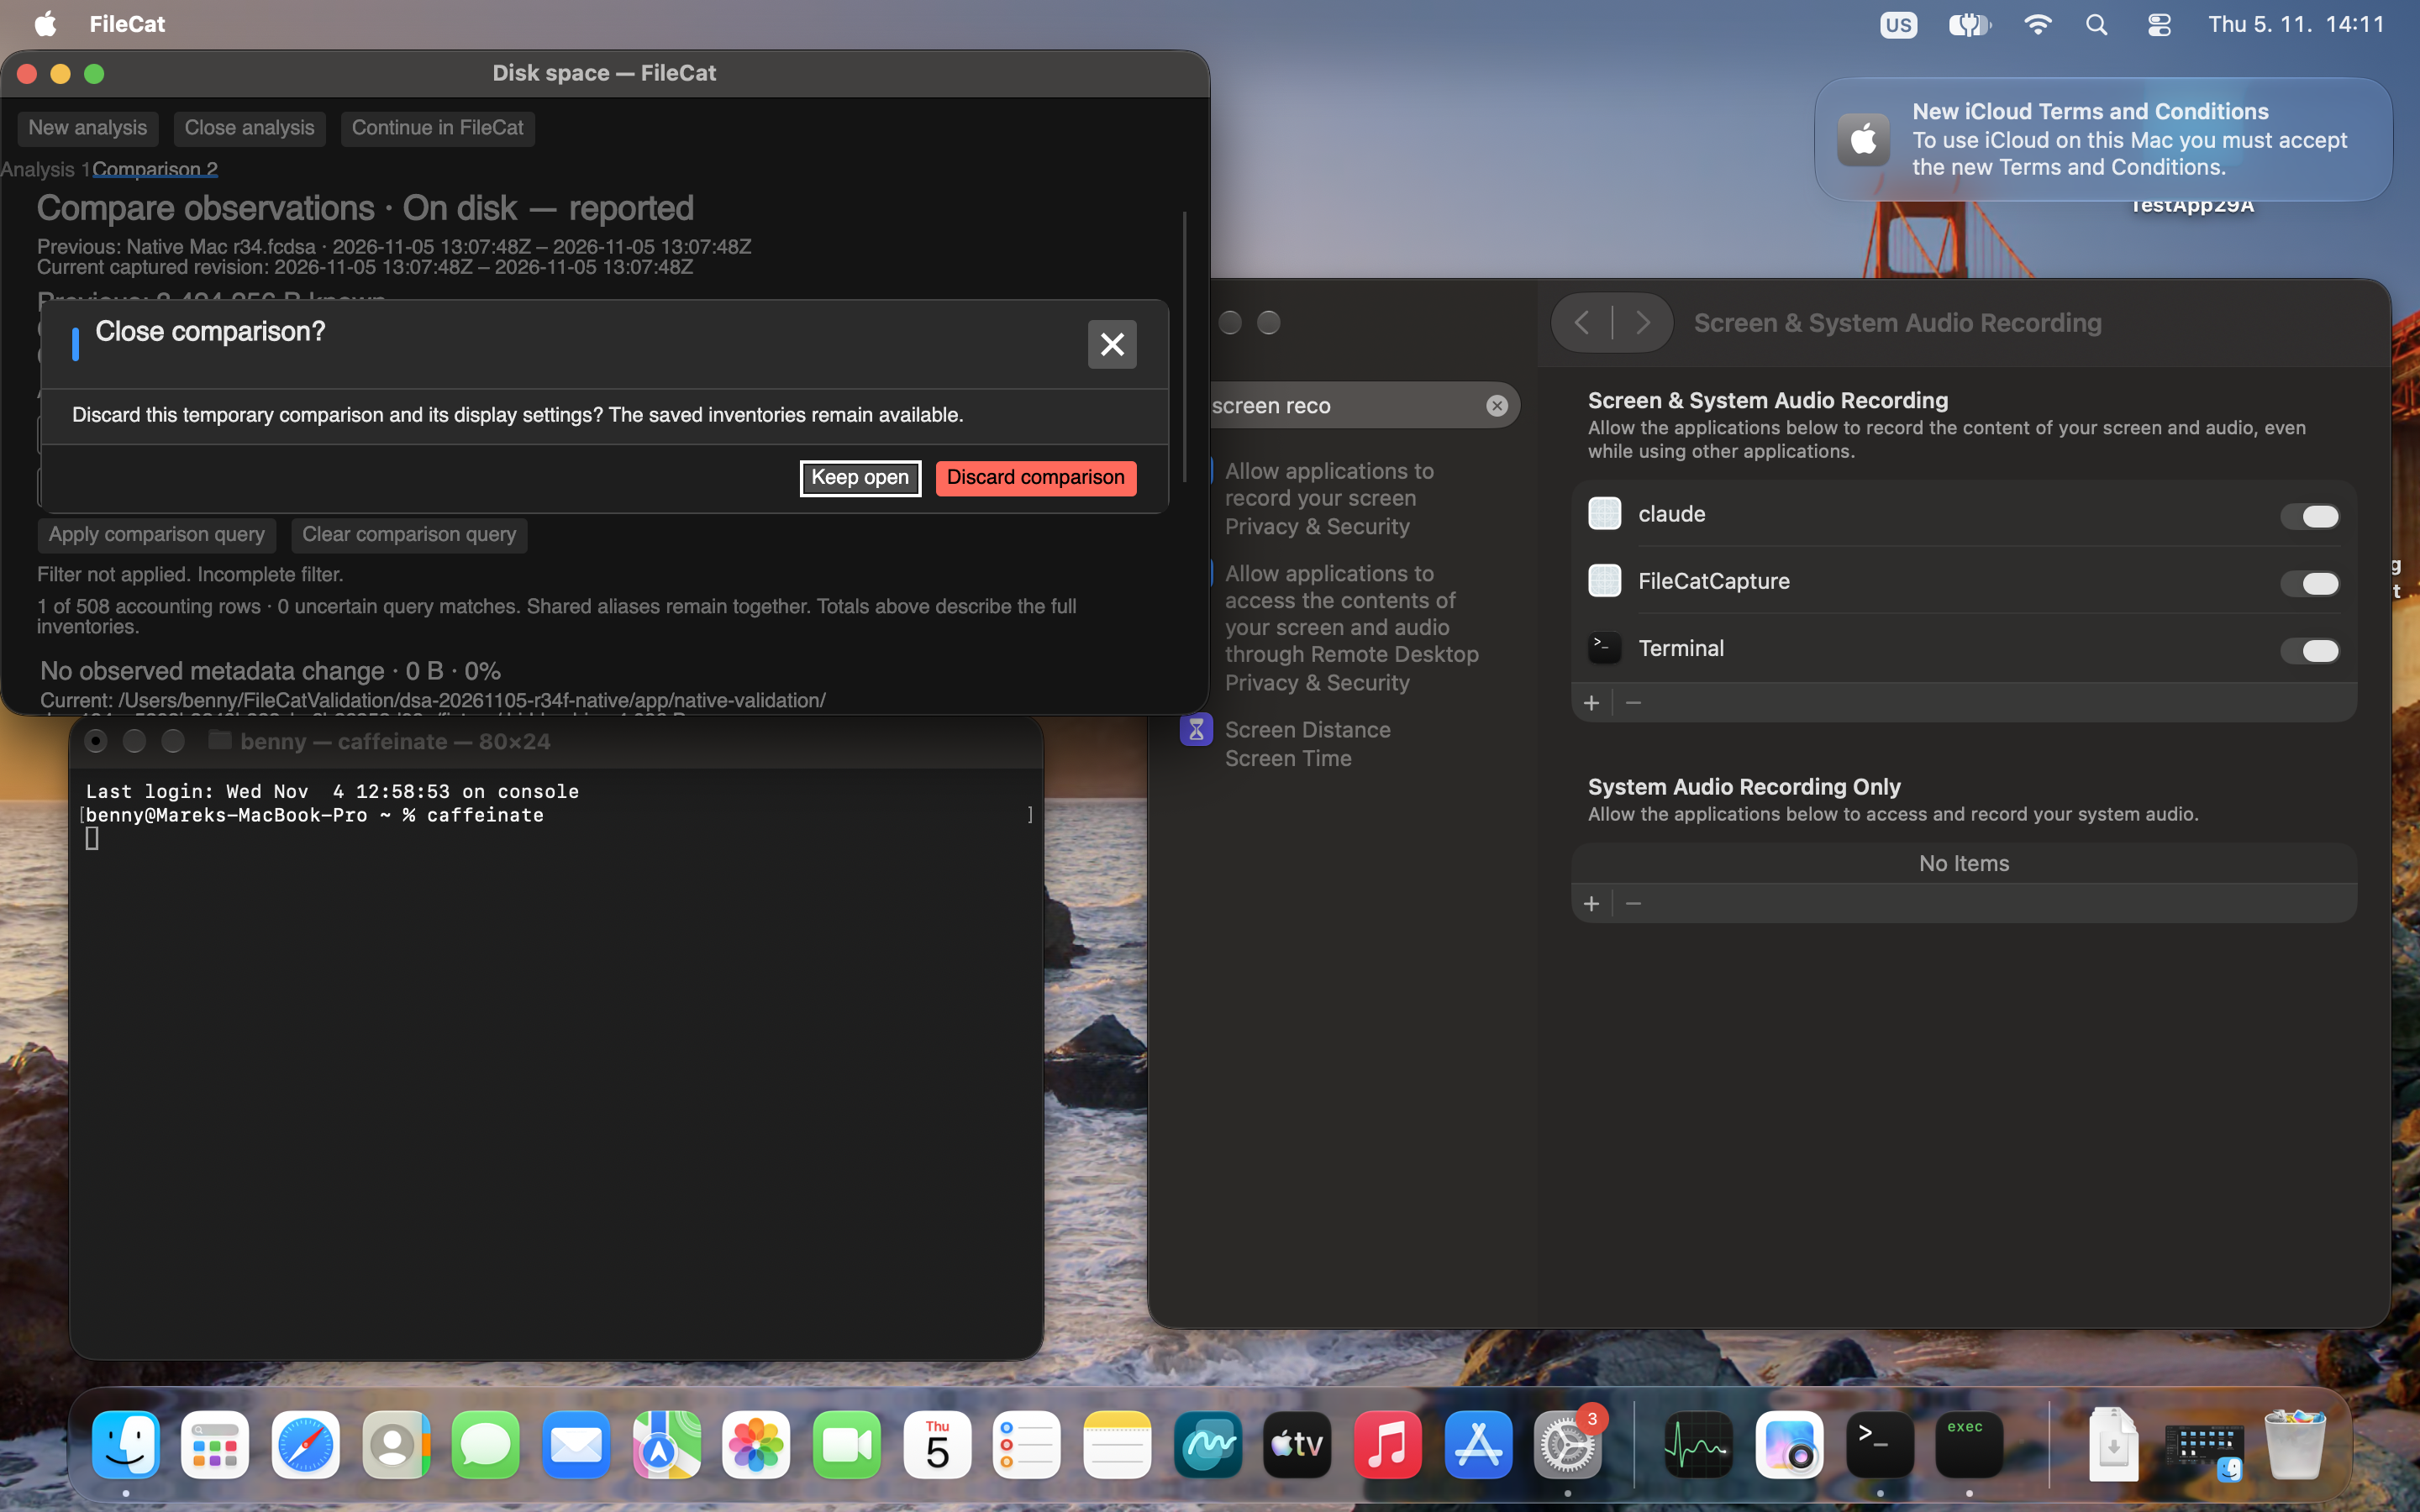 FileCat
US
Thu 5. 11. 14:11
Disk space — FileCat
New analysis
Close analysis
Continue in FileCat
Analysis 1
Comparison 2
Compare observations · On disk — reported
Previous: Native Mac r34.fcdsa · 2026-11-05 13:07:48Z – 2026-11-05 13:07:48Z
Current captured revision: 2026-11-05 13:07:48Z – 2026-11-05 13:07:48Z
Close comparison?
Discard this temporary comparison and its display settings? The saved inventories remain available.
Keep open
Discard comparison
Apply comparison query
Clear comparison query
Filter not applied. Incomplete filter.
1 of 508 accounting rows · 0 uncertain query matches. Shared aliases remain together. Totals above describe the full
inventories.
No observed metadata change · 0 B · 0%
Current: /Users/benny/FileCatValidation/dsa-20261105-r34f-native/app/native-validation/
New iCloud Terms and Conditions
To use iCloud on this Mac you must accept
the new Terms and Conditions.
TestApp29A
screen reco
Allow applications to
record your screen
Privacy & Security
Allow applications to
access the contents of
your screen and audio
through Remote Desktop
Privacy & Security
Screen Distance
Screen Time
Screen & System Audio Recording
Screen & System Audio Recording
Allow the applications below to record the content of your screen and audio, even
while using other applications.
claude
FileCatCapture
Terminal
System Audio Recording Only
Allow the applications below to access and record your system audio.
No Items
benny — caffeinate — 80×24
Last login: Wed Nov  4 12:58:53 on console
[benny@Mareks-MacBook-Pro ~ % caffeinate ]
Thu
5
tv
3
>_
exec